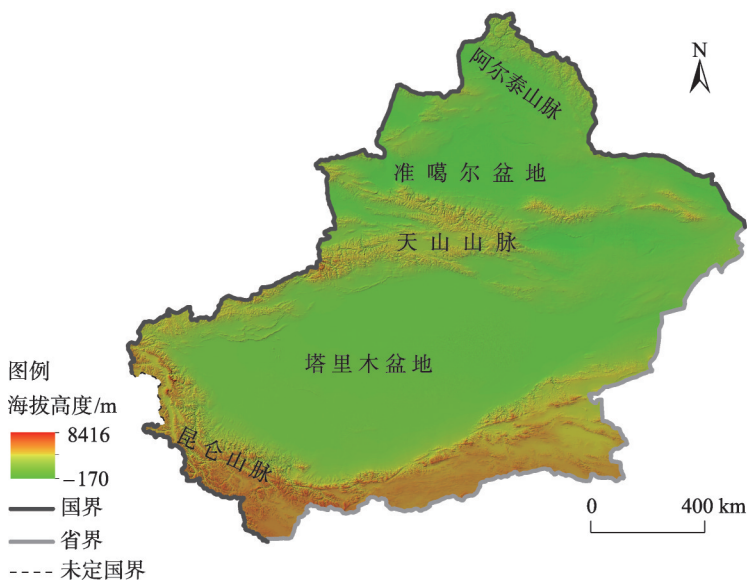 N
阿尔泰山脉
准噶尔盆地
天山山脉
塔里木盆地
昆仑山脉
图例
海拔高度/m
8416
-170
国界
省界
未定国界
0 400 km